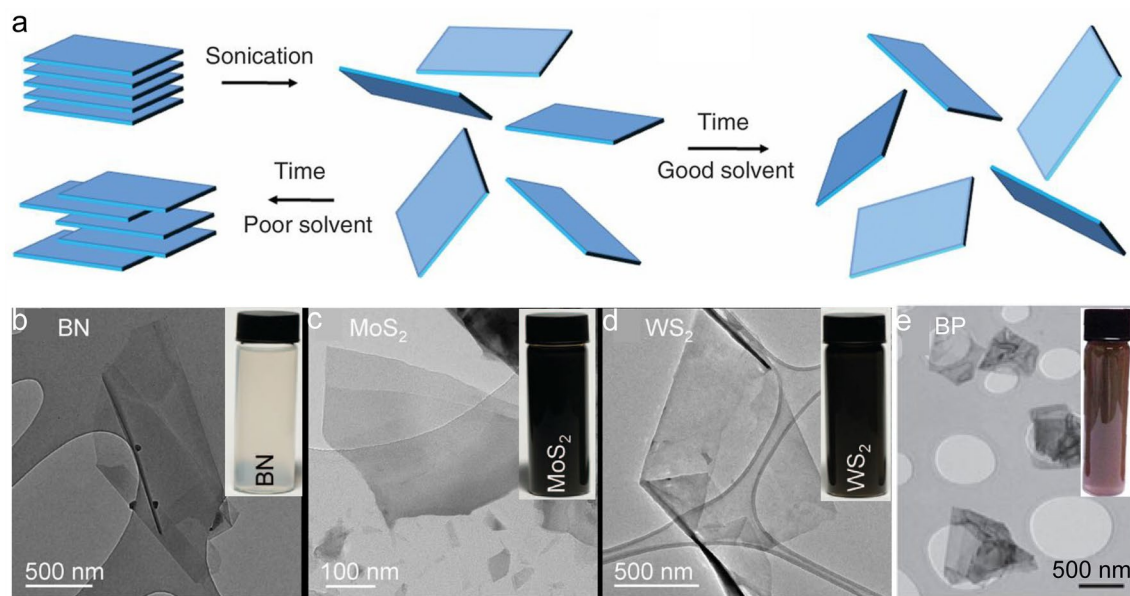 a
Sonication
Time
Good solvent
Time
Poor solvent
b BN
BN
500 nm
c MoS₂
MoS₂
100 nm
d WS₂
WS₂
500 nm
e BP
500 nm